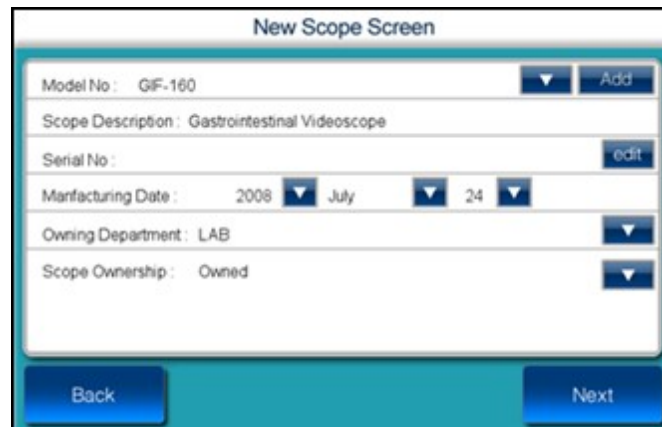 New Scope Screen
Model No : GIF-160 Add
Scope Description : Gastrointestinal Videoscope
Serial No : edit
Manfacturing Date : 2008 July 24
Owning Department : LAB
Scope Ownership : Owned
Back Next